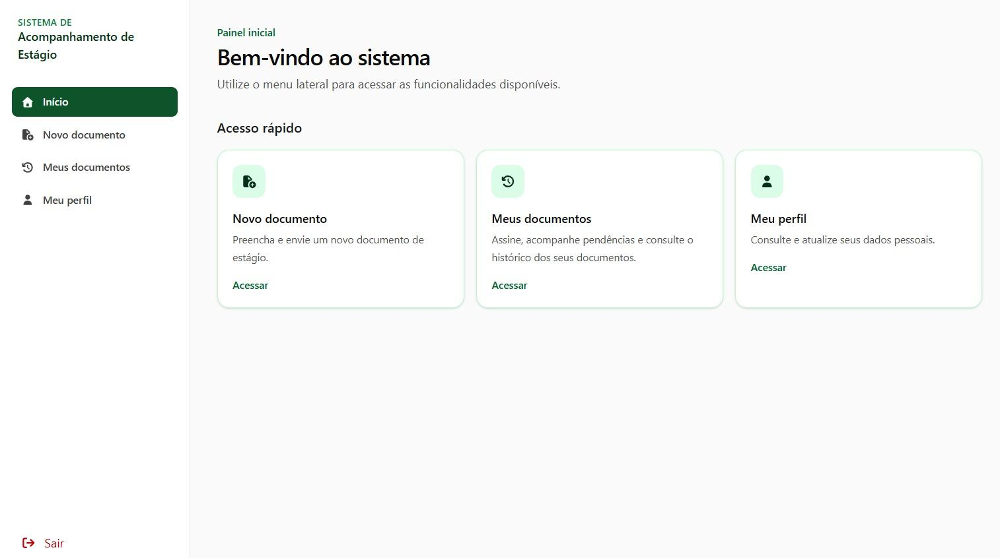 SISTEMA DE
Acompanhamento de
Estágio
Início
Novo documento
Meus documentos
Meu perfil
Sair
Painel inicial
Bem-vindo ao sistema
Utilize o menu lateral para acessar as funcionalidades disponíveis.
Acesso rápido
Novo documento
Preencha e envie um novo documento de
estágio.
Acessar
Meus documentos
Assine, acompanhe pendências e consulte o
histórico dos seus documentos.
Acessar
Meu perfil
Consulte e atualize seus dados pessoais.
Acessar